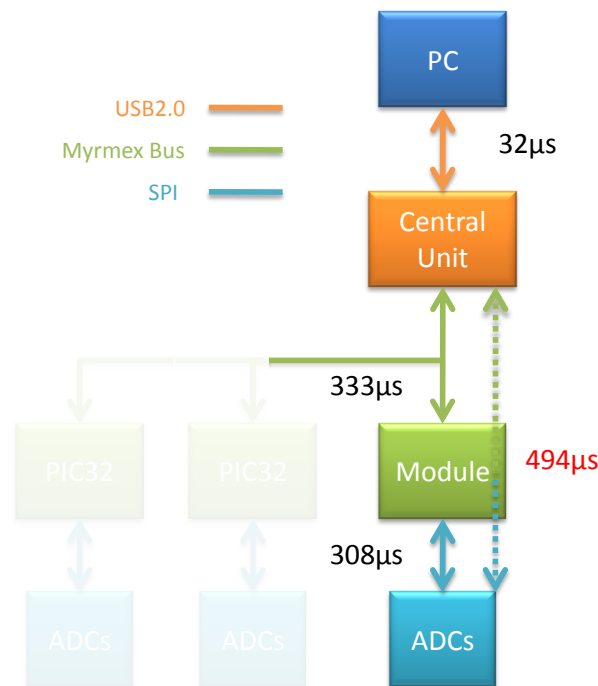 PC
USB2.0
32µs
Myrmex Bus
SPI
Central
Unit
333µs
PIC32
PIC32
Module
494µs
308µs
ADCs
ADCs
ADCs